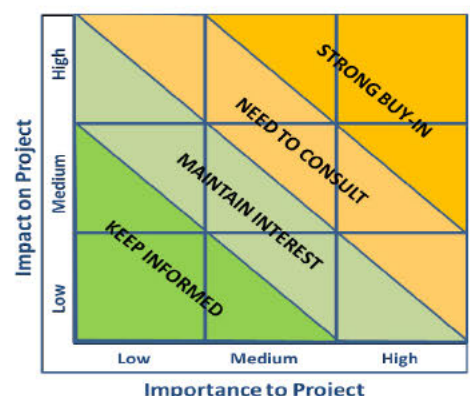 Impact on Project
High
Medium
Low
STRONG BUY-IN
NEED TO CONSULT
MAINTAIN INTEREST
KEEP INFORMED
Low Medium High
Importance to Project